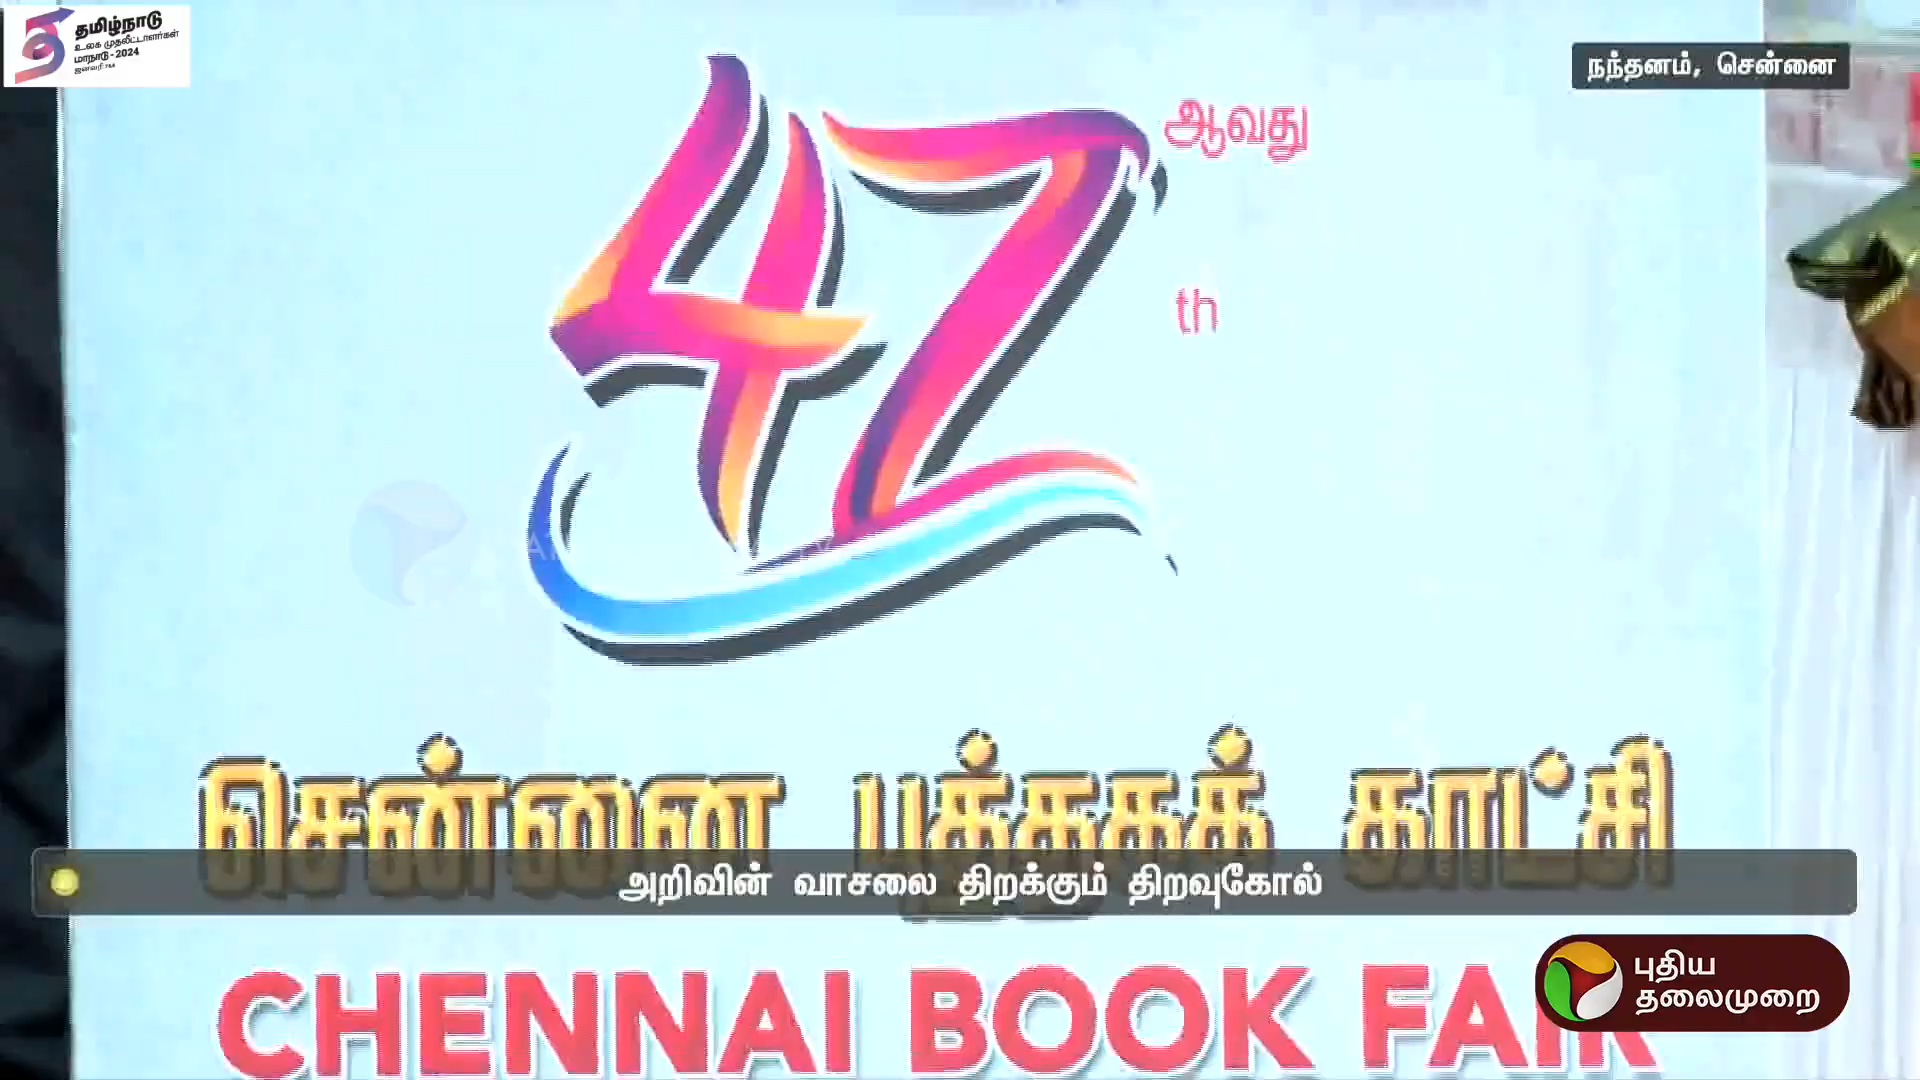 தமிழ்நாடு
உலக முதலீட்டாளர்கள்
மாநாடு - 2024
நந்தனம், சென்னை
47 ஆவது
th
சென்னை புத்தகக் காட்சி
அறிவின் வாசலை திறக்கும் திறவுகோல்
CHENNAI BOOK FAIR
புதிய
தலைமுறை